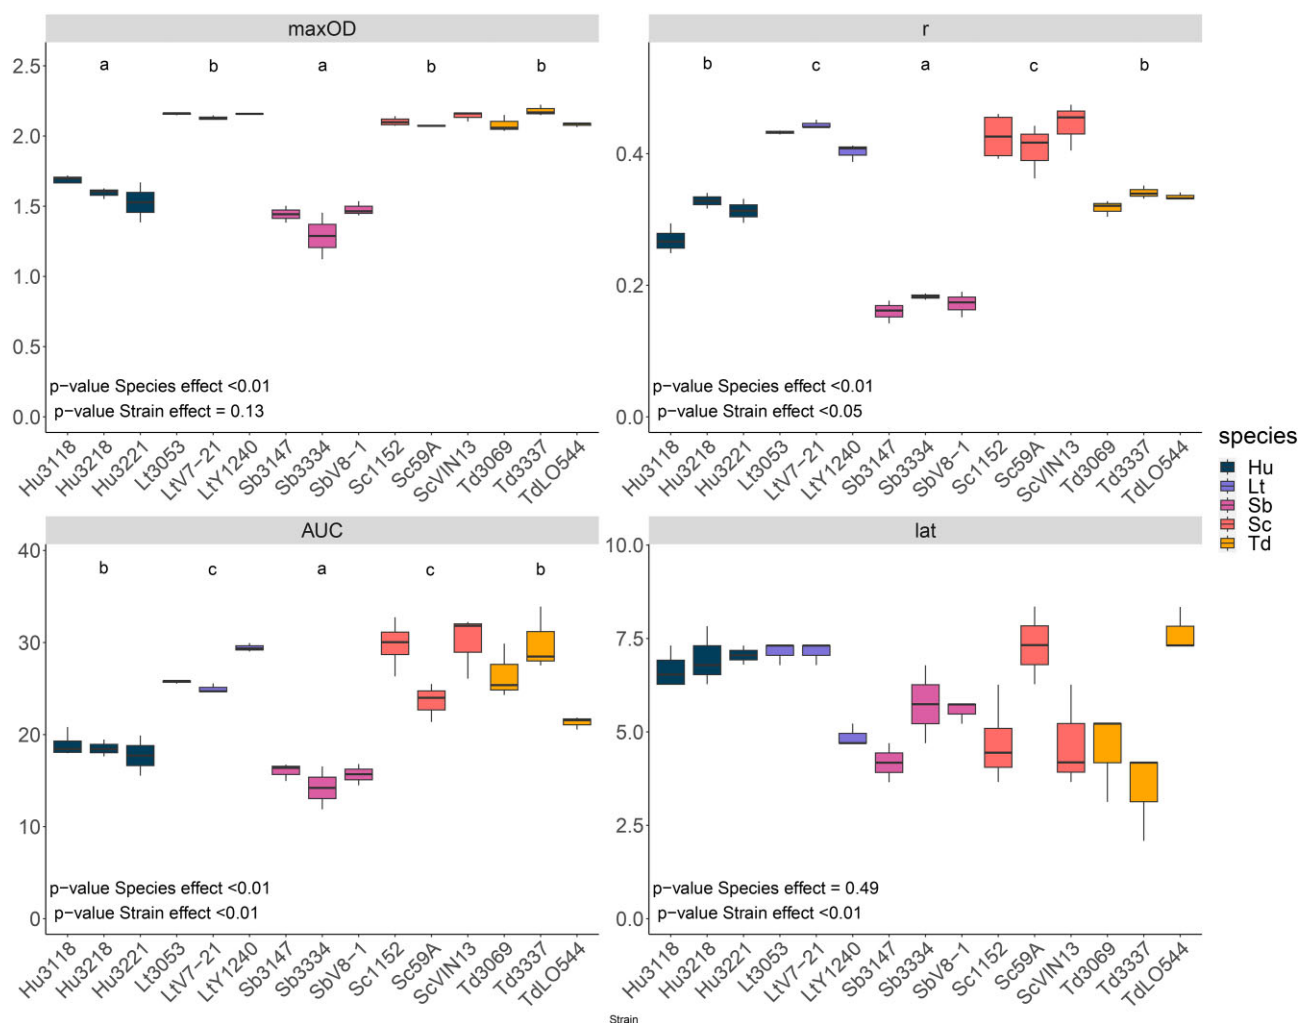 maxOD
2.5
2.0
1.5
1.0
0.5
0.0
a b a b b
p−value Species effect <0.01
p−value Strain effect = 0.13
Hu3118 Hu3218 Hu3221 Lt3053 LtV7−21 LtY1240 Sb3147 Sb3334 SbV8−1 Sc1152 Sc59A ScVIN13 Td3069 Td3337 TdLO544
r
0.4
0.2
0.0
b c a c b
p−value Species effect <0.01
p−value Strain effect <0.05
Hu3118 Hu3218 Hu3221 Lt3053 LtV7−21 LtY1240 Sb3147 Sb3334 SbV8−1 Sc1152 Sc59A ScVIN13 Td3069 Td3337 TdLO544
species
Hu
Lt
Sb
Sc
Td
AUC
40
30
20
10
0
b c a c b
p−value Species effect <0.01
p−value Strain effect <0.01
Hu3118 Hu3218 Hu3221 Lt3053 LtV7−21 LtY1240 Sb3147 Sb3334 SbV8−1 Sc1152 Sc59A ScVIN13 Td3069 Td3337 TdLO544
lat
10.0
7.5
5.0
2.5
0.0
p−value Species effect = 0.49
p−value Strain effect <0.01
Hu3118 Hu3218 Hu3221 Lt3053 LtV7−21 LtY1240 Sb3147 Sb3334 SbV8−1 Sc1152 Sc59A ScVIN13 Td3069 Td3337 TdLO544
Strain